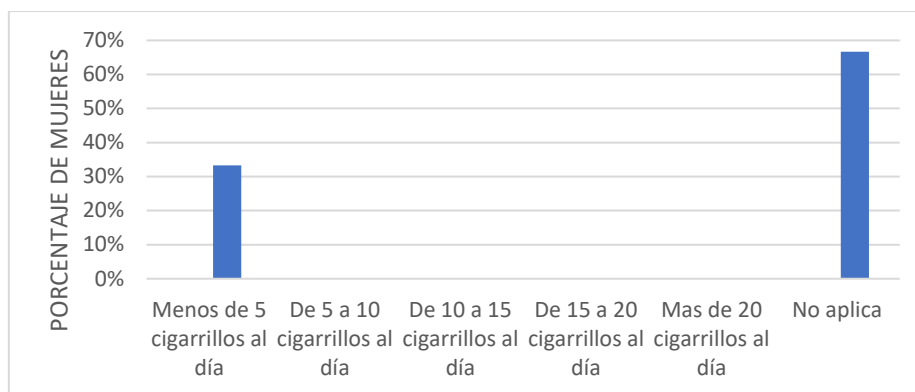 PORCENTAJE DE MUJERES
70%
60%
50%
40%
30%
20%
10%
0%
Menos de 5
cigarrillos al
día
De 5 a 10
cigarrillos al
día
De 10 a 15
cigarrillos al
día
De 15 a 20
cigarrillos al
día
Mas de 20
cigarrillos al
día
No aplica